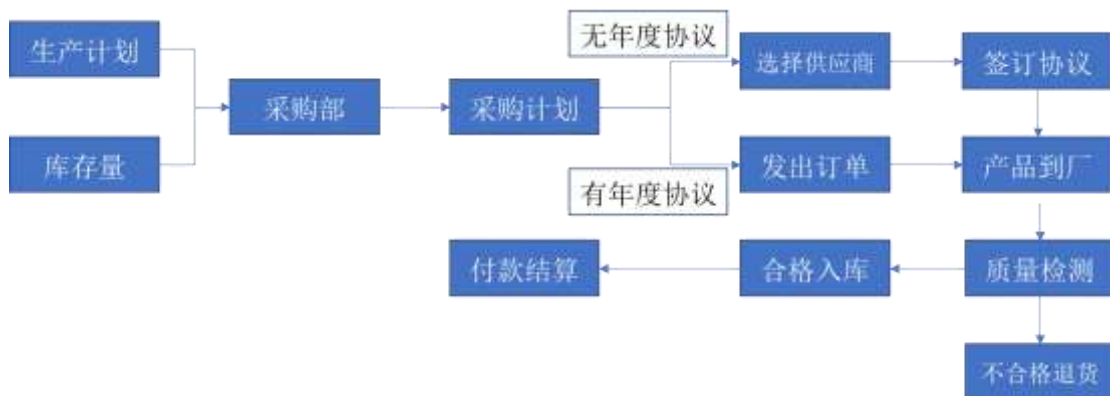 生产计划
库存量
采购部
采购计划
无年度协议
有年度协议
选择供应商
签订协议
发出订单
产品到厂
质量检测
合格入库
付款结算
不合格退货